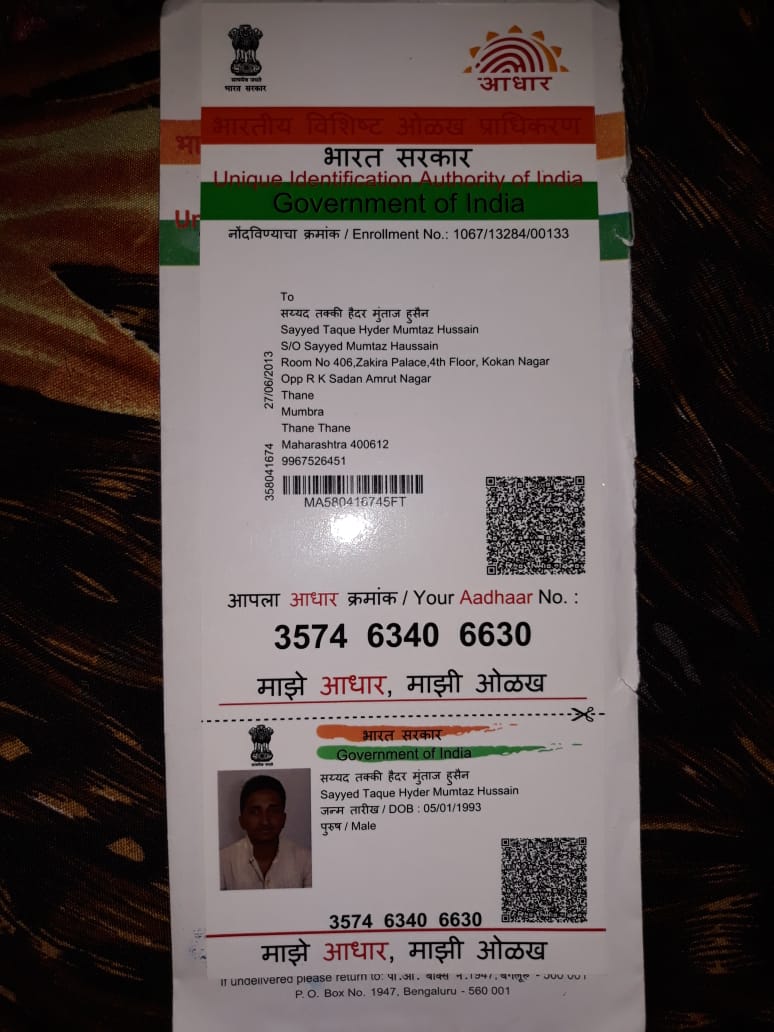 सत्यमेव जयते
भारत सरकार
आधार
भारतीय विशिष्ट ओळख प्राधिकरण
भारत सरकार
Unique Identification Authority of India
Government of India
नोंदविण्याचा क्रमांक / Enrollment No.: 1067/13284/00133
To
सय्यद तक्की हैदर मुंताज हुसैन
Sayyed Taque Hyder Mumtaz Hussain
S/O Sayyed Mumtaz Haussain
Room No 406,Zakira Palace,4th Floor, Kokan Nagar
Opp R K Sadan Amrut Nagar
Thane
Mumbra
Thane Thane
Maharashtra 400612
9967526451
27/06/2013
358041674
MA580416745FT
आपला आधार क्रमांक / Your Aadhaar No. :
3574 6340 6630
माझे आधार, माझी ओळख
भारत सरकार
Government of India
सय्यद तक्की हैदर मुंताज हुसैन
Sayyed Taque Hyder Mumtaz Hussain
जन्म तारीख / DOB : 05/01/1993
पुरुष / Male
3574 6340 6630
माझे आधार, माझी ओळख
If undelivered please return to: पी.ओ. बॉक्स नं.1947, बेंगलूरु - 560 001
P. O. Box No. 1947, Bengaluru - 560 001